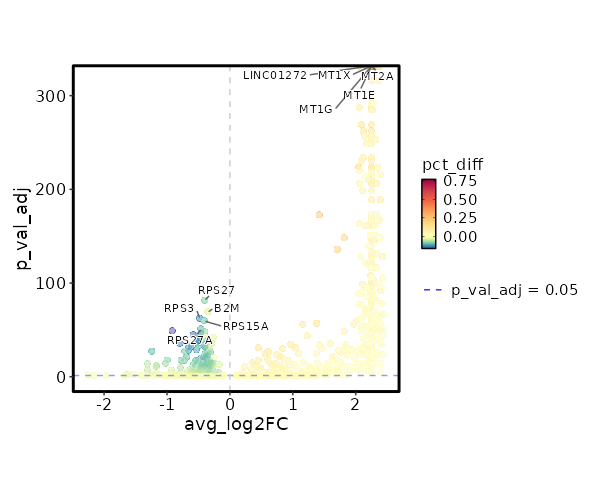 LINC01272
MT1X
MT2A
MT1E
MT1G
RPS27
RPS3
B2M
RPS15A
RPS27A
300
200
100
0
p_val_adj
-2
-1
0
1
2
avg_log2FC
pct_diff
0.75
0.50
0.25
0.00
p_val_adj = 0.05